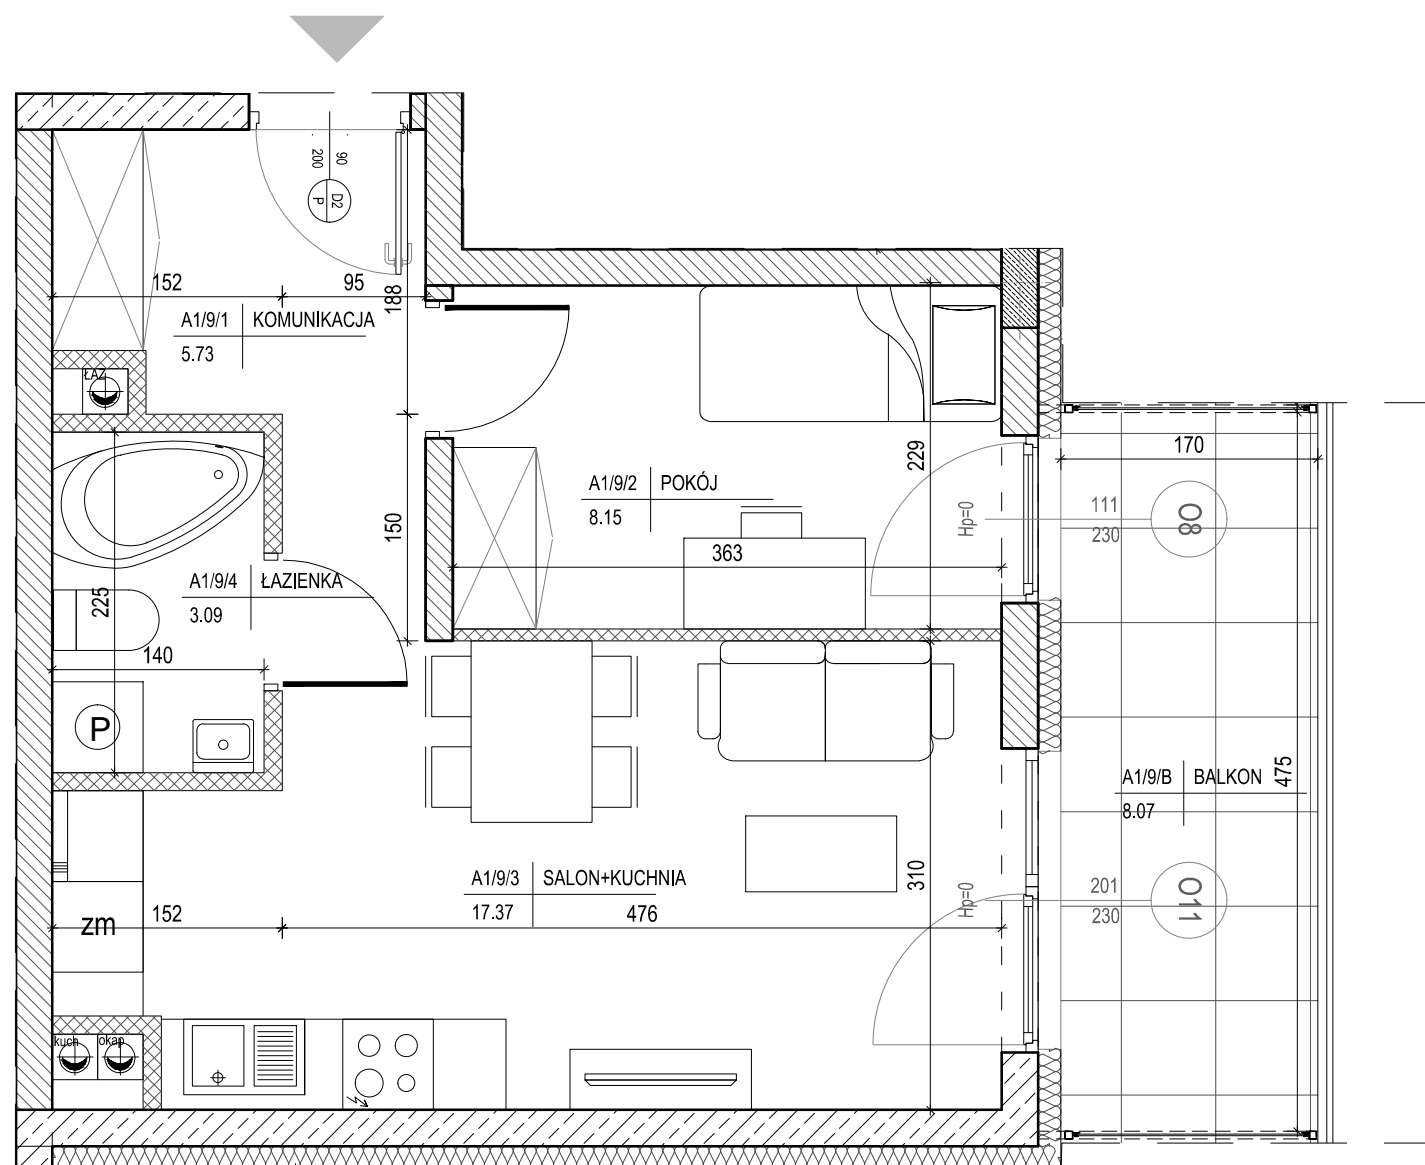 90
200
D2
P
152
95
188
A1/9/1 KOMUNIKACJA
5.73
ŁAZ
229
170
A1/9/2 POKÓJ
8.15
111
230
O8
Hp=0
150
363
A1/9/4 ŁAZIENKA
3.09
225
140
P
A1/9/B BALKON
8.07
475
A1/9/3 SALON+KUCHNIA
17.37
310
201
230
O11
Hp=0
152
476
zm
kuch
okap